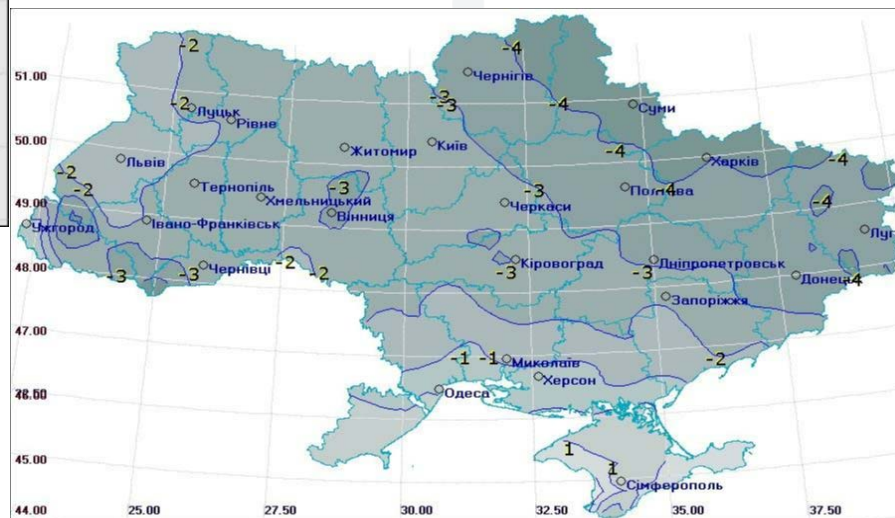 -2 -4
51.00 Чернігів
-3
-2 -3 -4 Суми
Луцьк
Рівне
50.00 Київ
Житомир -4
Львів Харків -4
-2
-2 Тернопіль -3 -3 Полтава -4
Хмельницький -4
49.00 Черкаси
Вінниця
Ужгород Івано-Франківськ Луг
48.00 Чернівці -2 Кіровоград Дніпропетровськ
-3 -3 -2 -3 -3 Донецьк -4
Запоріжжя
47.00
-1 -1 Миколаїв -2
Херсон
Одеса
45.00 1
1
Сімферополь
44.00 25.00 27.50 30.00 32.50 35.00 37.50